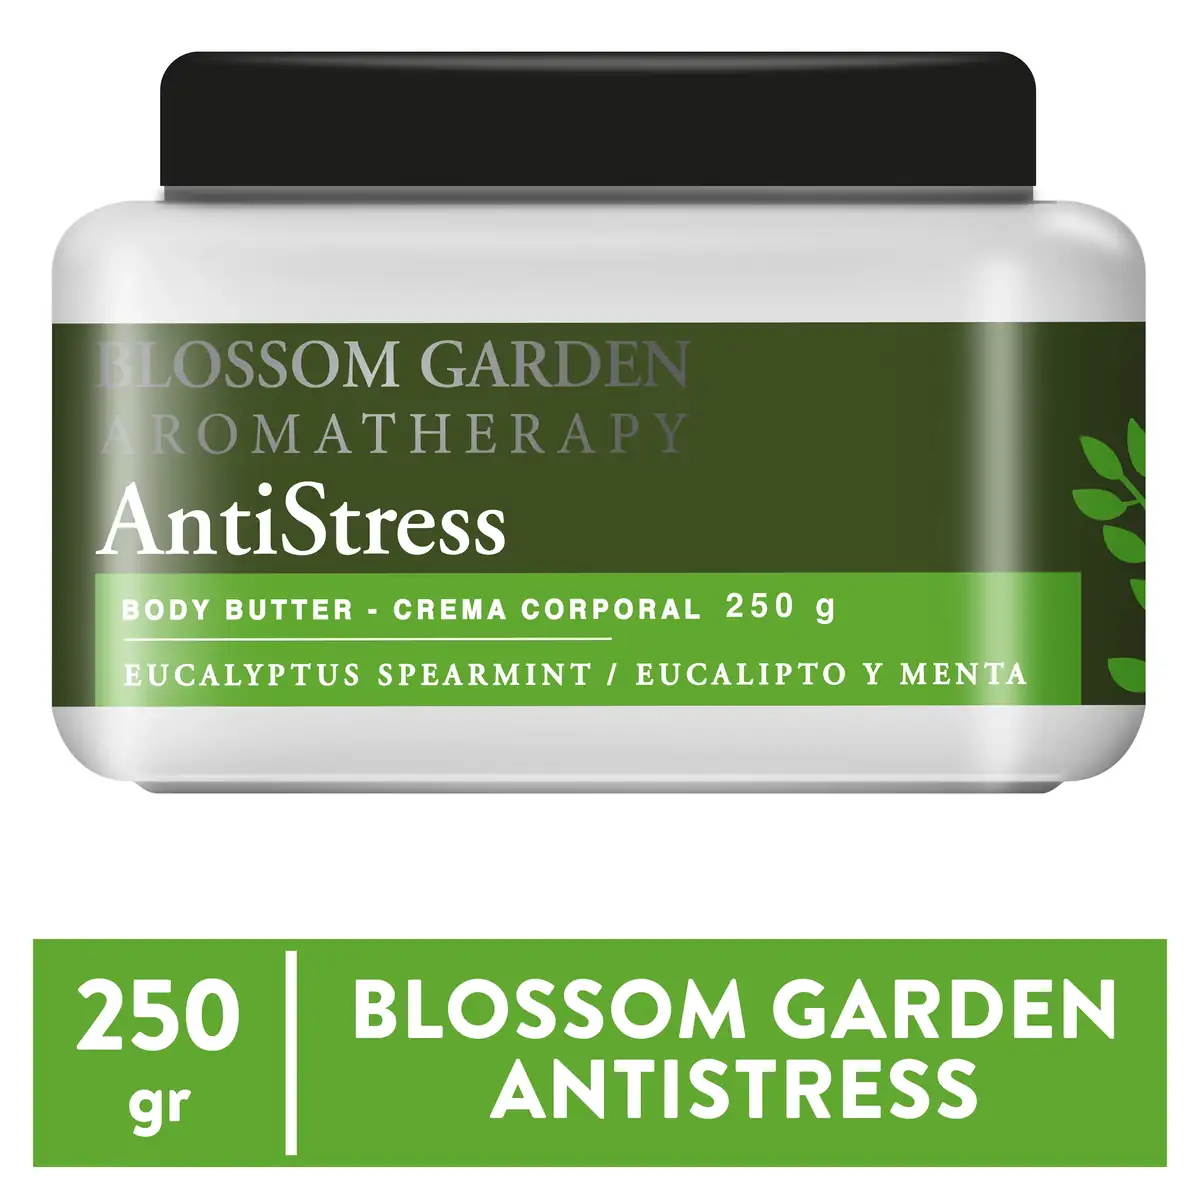 BLOSSOM GARDEN
AROMATHERAPY
AntiStress
BODY BUTTER - CREMA CORPORAL 250 g
EUCALYPTUS SPEARMINT / EUCALIPTO Y MENTA
250
gr
BLOSSOM GARDEN
ANTISTRESS